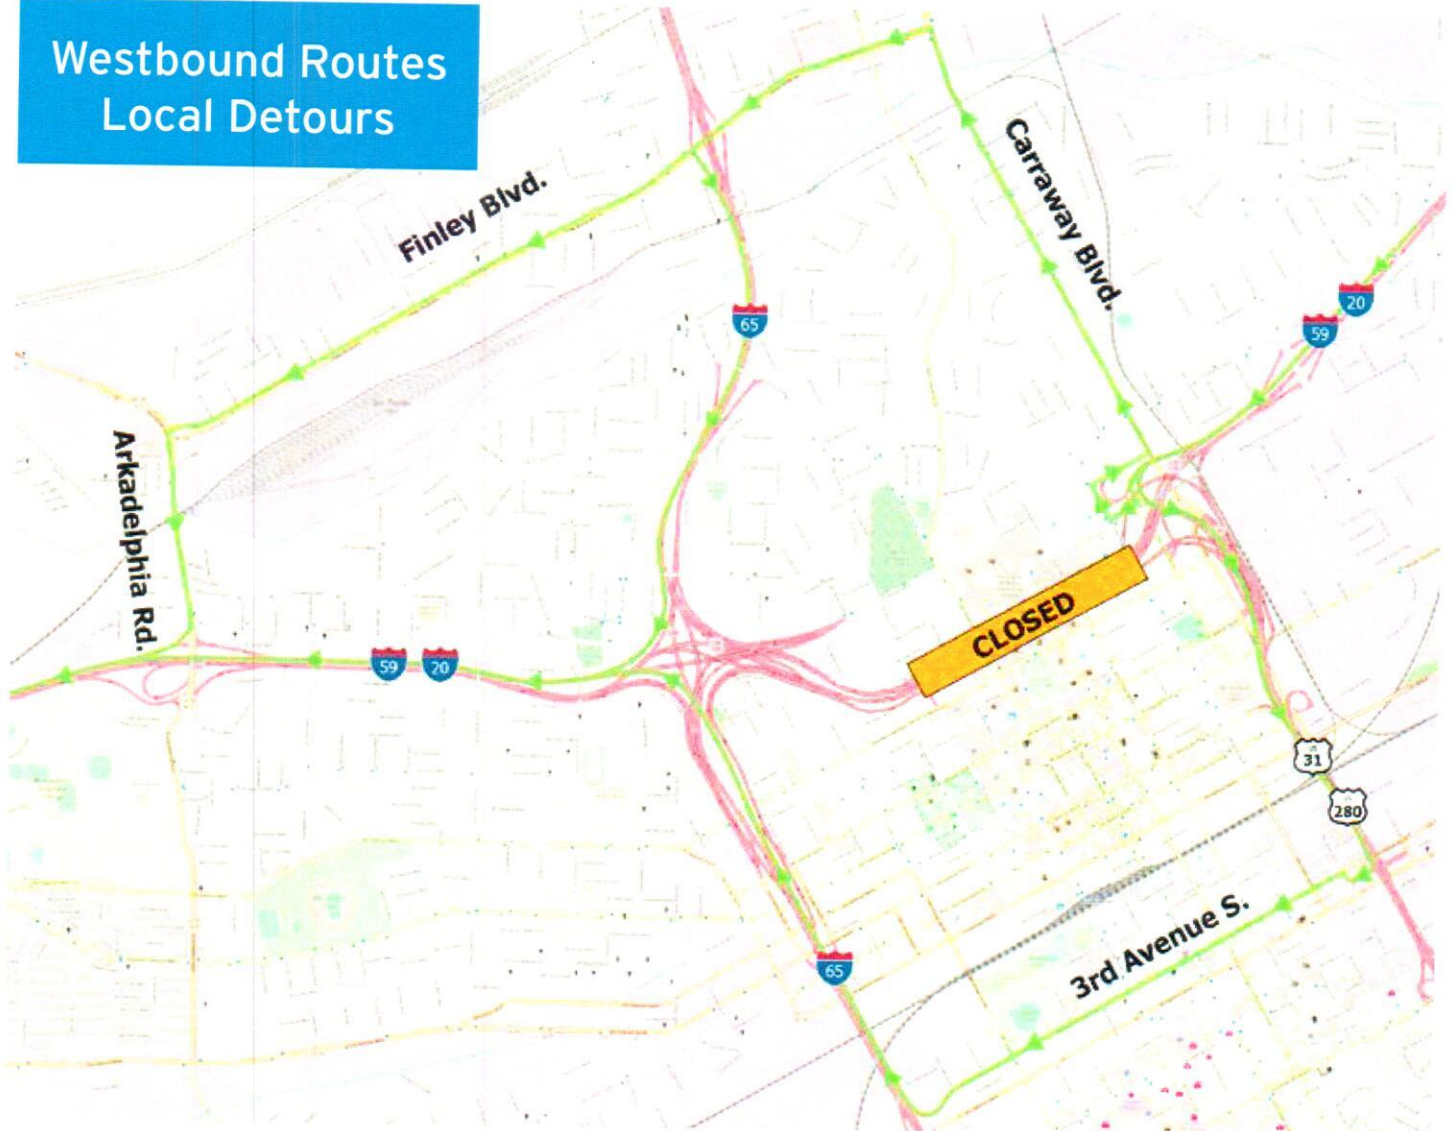 Westbound Routes
Local Detours
Finley Blvd.
Carraway Blvd.
20
59
65
Arkadelphia Rd.
CLOSED
59
20
31
280
3rd Avenue S.
65